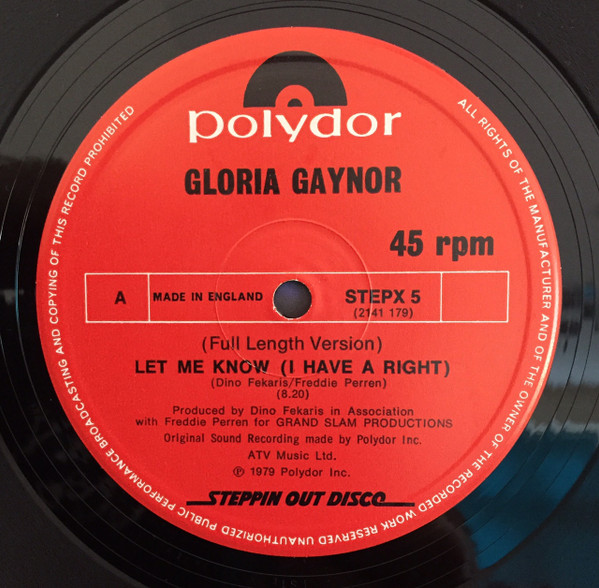 polydor
GLORIA GAYNOR
45 rpm
A
MADE IN ENGLAND
STEPX 5
(2141 179)
(Full Length Version)
LET ME KNOW (I HAVE A RIGHT)
(Dino Fekaris/Freddie Perren)
(8.20)
Produced by Dino Fekaris in Association
with Freddie Perren for GRAND SLAM PRODUCTIONS
Original Sound Recording made by Polydor Inc.
ATV Music Ltd.
℗ 1979 Polydor Inc.
STEPPIN OUT DISCO
ALL RIGHTS OF THE MANUFACTURER AND OF THE OWNER OF THE RECORDED WORK RESERVED UNAUTHORIZED PUBLIC PERFORMANCE BROADCASTING AND COPYING OF THIS RECORD PROHIBITED